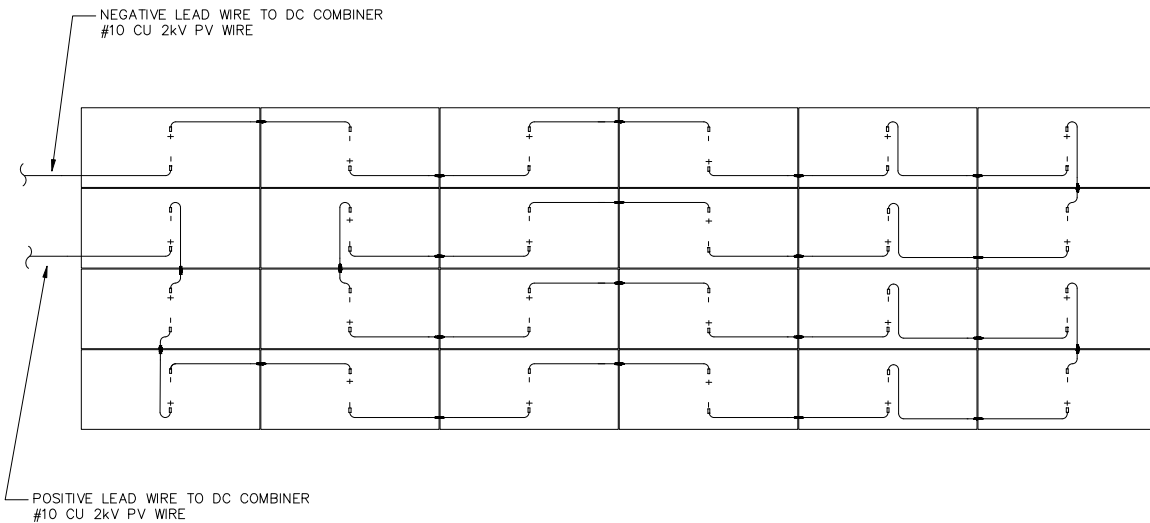 NEGATIVE LEAD WIRE TO DC COMBINER
#10 CU 2kV PV WIRE
POSITIVE LEAD WIRE TO DC COMBINER
#10 CU 2kV PV WIRE